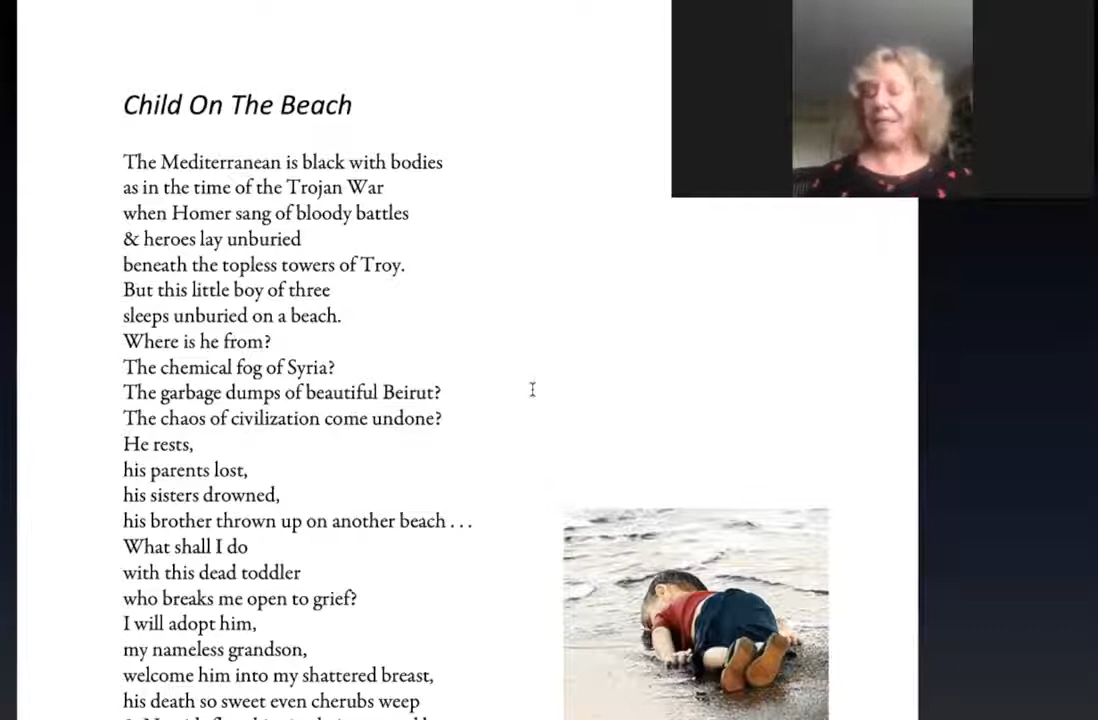 Child On The Beach
The Mediterranean is black with bodies
as in the time of the Trojan War
when Homer sang of bloody battles
& heroes lay unburied
beneath the topless towers of Troy.
But this little boy of three
sleeps unburied on a beach.
Where is he from?
The chemical fog of Syria?
The garbage dumps of beautiful Beirut?
The chaos of civilization come undone?
He rests,
his parents lost,
his sisters drowned,
his brother thrown up on another beach . . .
What shall I do
with this dead toddler
who breaks me open to grief?
I will adopt him,
my nameless grandson,
welcome him into my shattered breast,
his death so sweet even cherubs weep